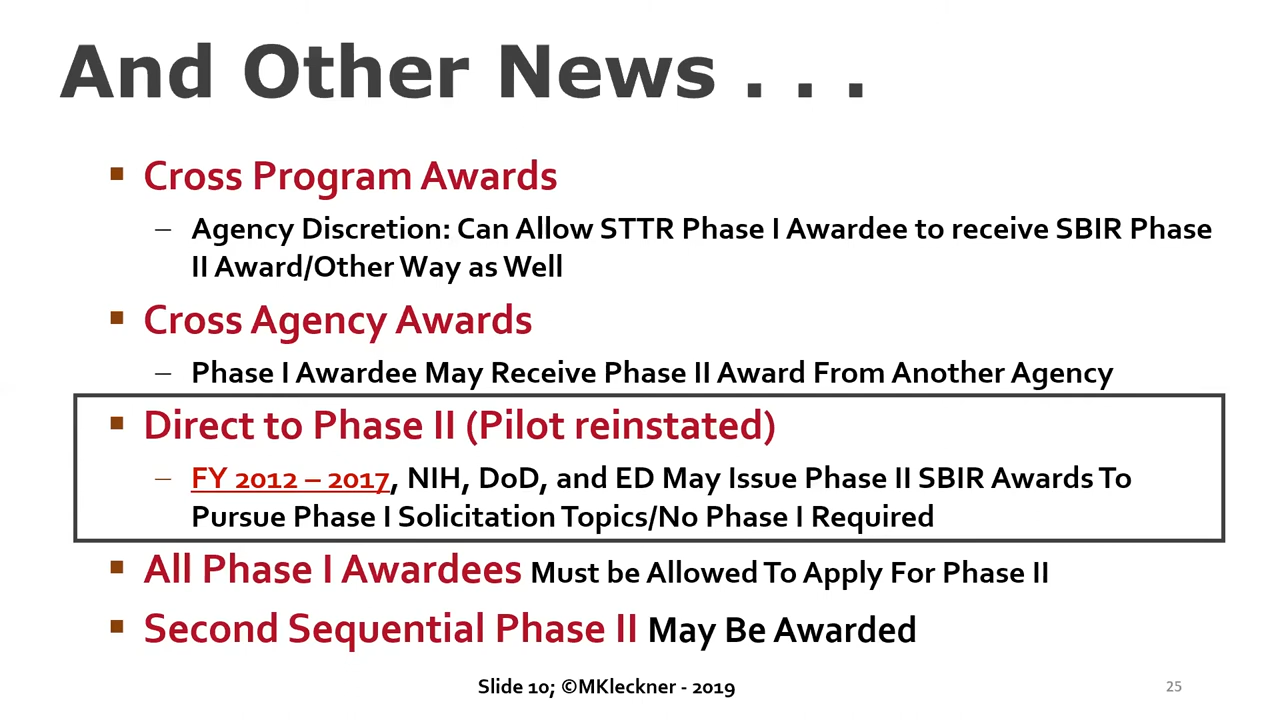 And Other News . . .
▪ Cross Program Awards
– Agency Discretion: Can Allow STTR Phase I Awardee to receive SBIR Phase
II Award/Other Way as Well
▪ Cross Agency Awards
– Phase I Awardee May Receive Phase II Award From Another Agency
▪ Direct to Phase II (Pilot reinstated)
– FY 2012 – 2017, NIH, DoD, and ED May Issue Phase II SBIR Awards To
Pursue Phase I Solicitation Topics/No Phase I Required
▪ All Phase I Awardees Must be Allowed To Apply For Phase II
▪ Second Sequential Phase II May Be Awarded
Slide 10; ©MKleckner - 2019
25